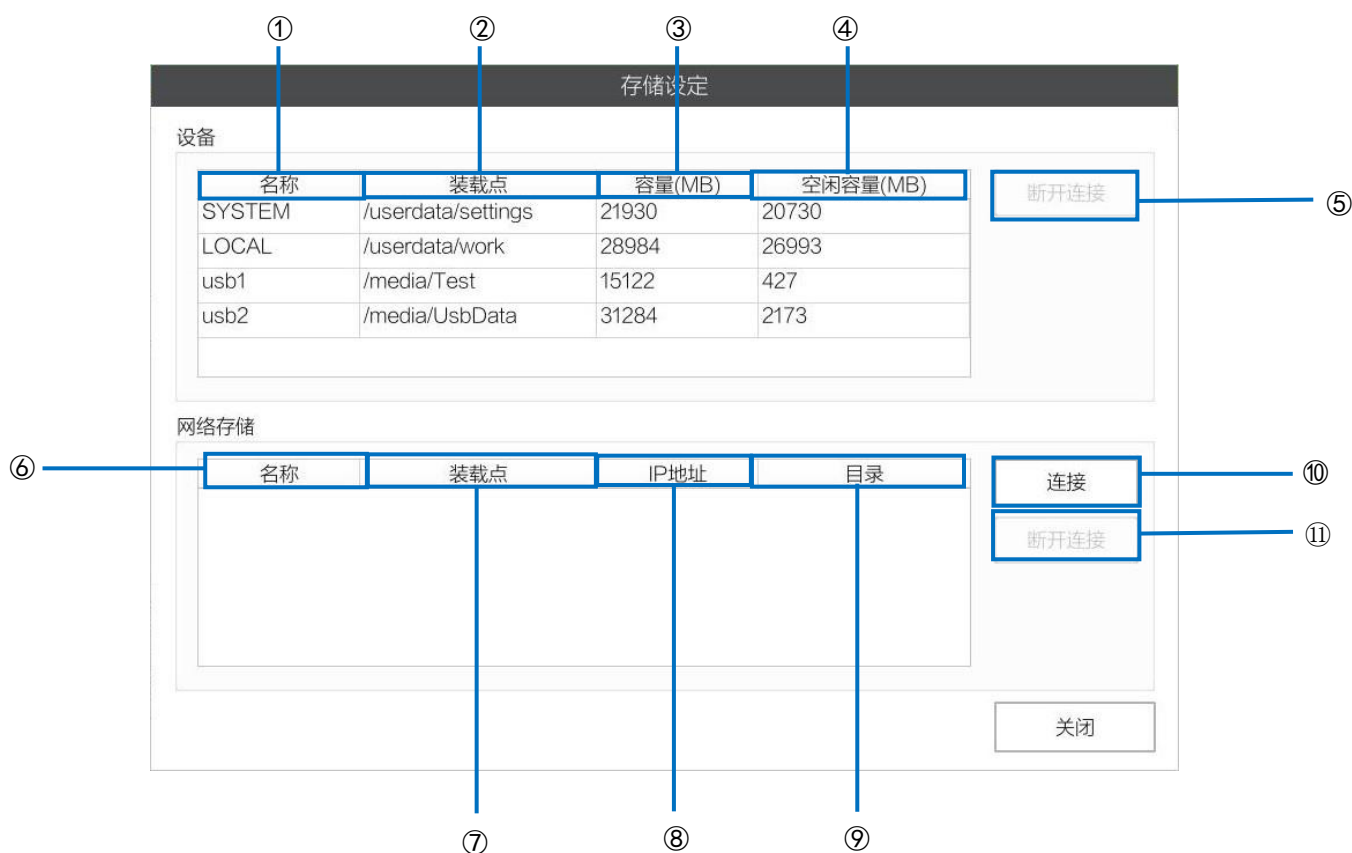 ① ② ③ ④
存储设定
设备
名称 装载点 容量(MB) 空闲容量(MB) 断开连接 ⑤
SYSTEM /userdata/settings 21930 20730
LOCAL /userdata/work 28984 26993
usb1 /media/Test 15122 427
usb2 /media/UsbData 31284 2173
网络存储
⑥ 名称 装载点 IP地址 目录 连接 ⑩
断开连接 ⑪
关闭
⑦ ⑧ ⑨